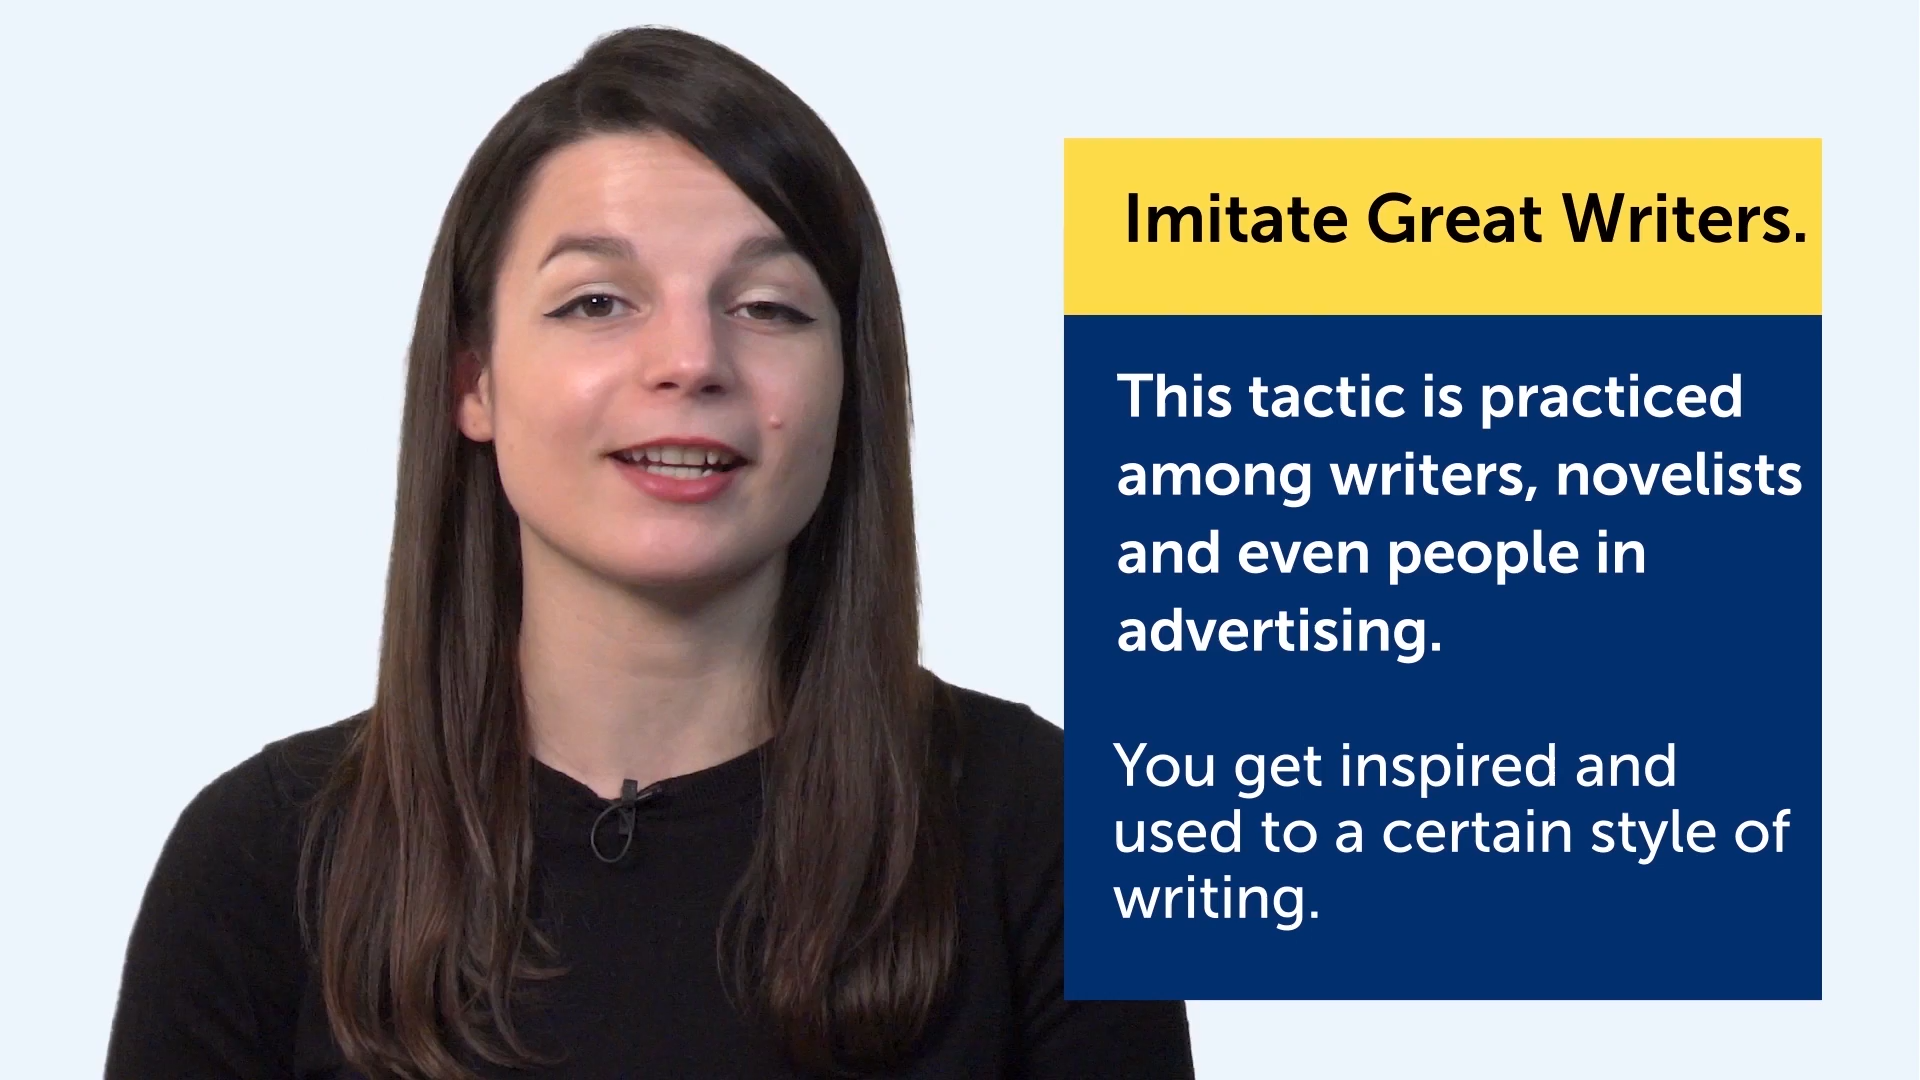 Imitate Great Writers.
This tactic is practiced
among writers, novelists
and even people in
advertising.
You get inspired and
used to a certain style of
writing.